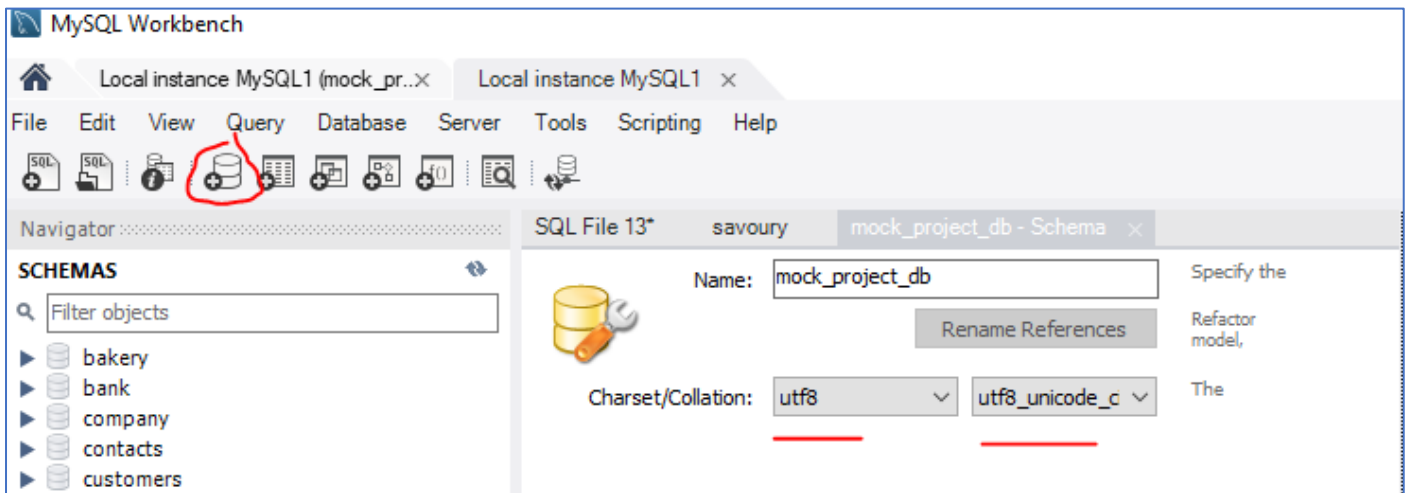 MySQL Workbench
Local instance MySQL1 (mock_pr.. Local instance MySQL1
File Edit View Query Database Server Tools Scripting Help
SQL SQL f()
Navigator SQL File 13* savoury mock_project_db - Schema
SCHEMAS
Name: mock_project_db Specify the
Filter objects
Rename References Refactor
model,
bakery
bank
Charset/Collation: utf8 utf8_unicode_c The
company
contacts
customers